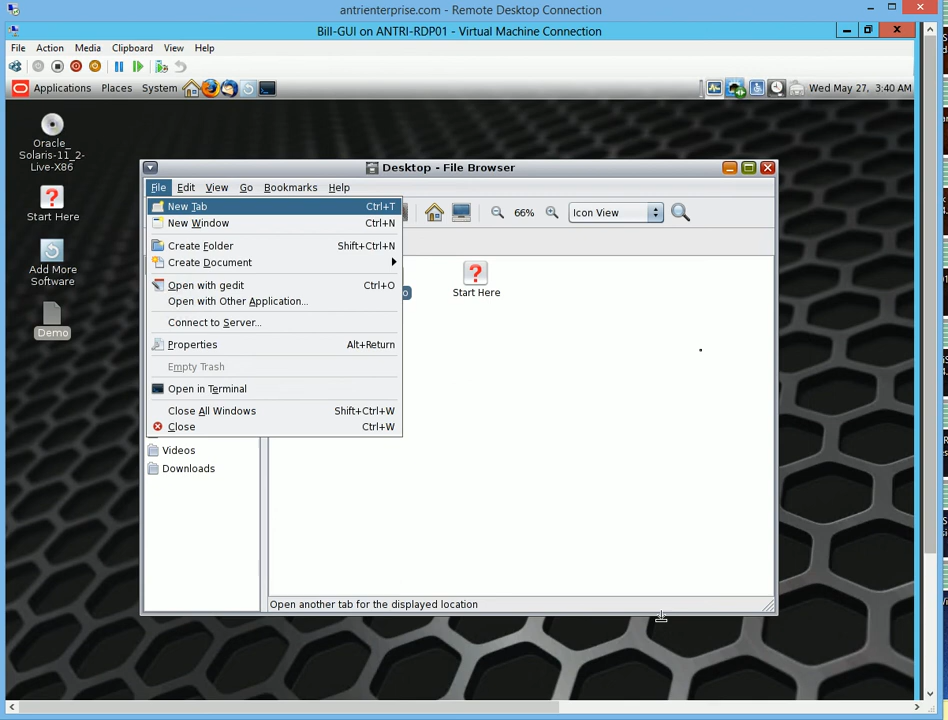 antrienterprise.com - Remote Desktop Connection
Bill-GUI on ANTRI-RDP01 - Virtual Machine Connection
File Action Media Clipboard View Help
Applications Places System Wed May 27, 3:40 AM
Oracle_
Solaris-11_2-
Live-X86
Start Here
Add More
Software
Demo
Desktop - File Browser
File Edit View Go Bookmarks Help
66% Icon View
New Tab Ctrl+T
New Window Ctrl+N
Create Folder Shift+Ctrl+N
Create Document
Open with gedit Ctrl+O
Open with Other Application...
Connect to Server...
Properties Alt+Return
Empty Trash
Open in Terminal
Close All Windows Shift+Ctrl+W
Close Ctrl+W
Videos
Downloads
o
Start Here
Open another tab for the displayed location